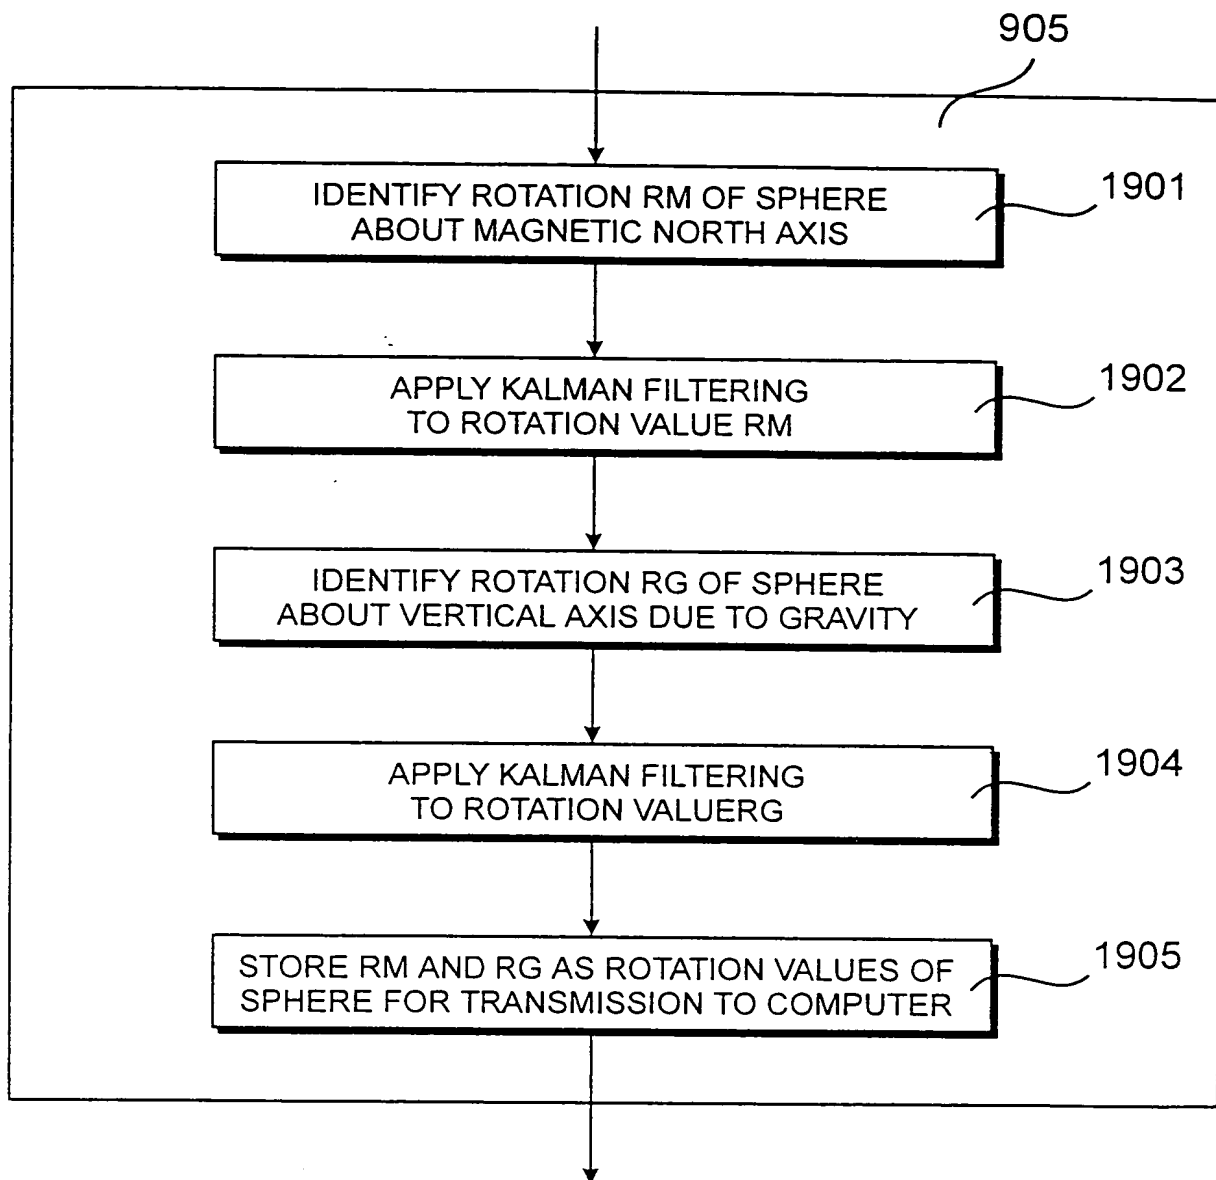 905
IDENTIFY ROTATION RM OF SPHERE
ABOUT MAGNETIC NORTH AXIS
1901
APPLY KALMAN FILTERING
TO ROTATION VALUE RM
1902
IDENTIFY ROTATION RG OF SPHERE
ABOUT VERTICAL AXIS DUE TO GRAVITY
1903
APPLY KALMAN FILTERING
TO ROTATION VALUERG
1904
STORE RM AND RG AS ROTATION VALUES OF
SPHERE FOR TRANSMISSION TO COMPUTER
1905